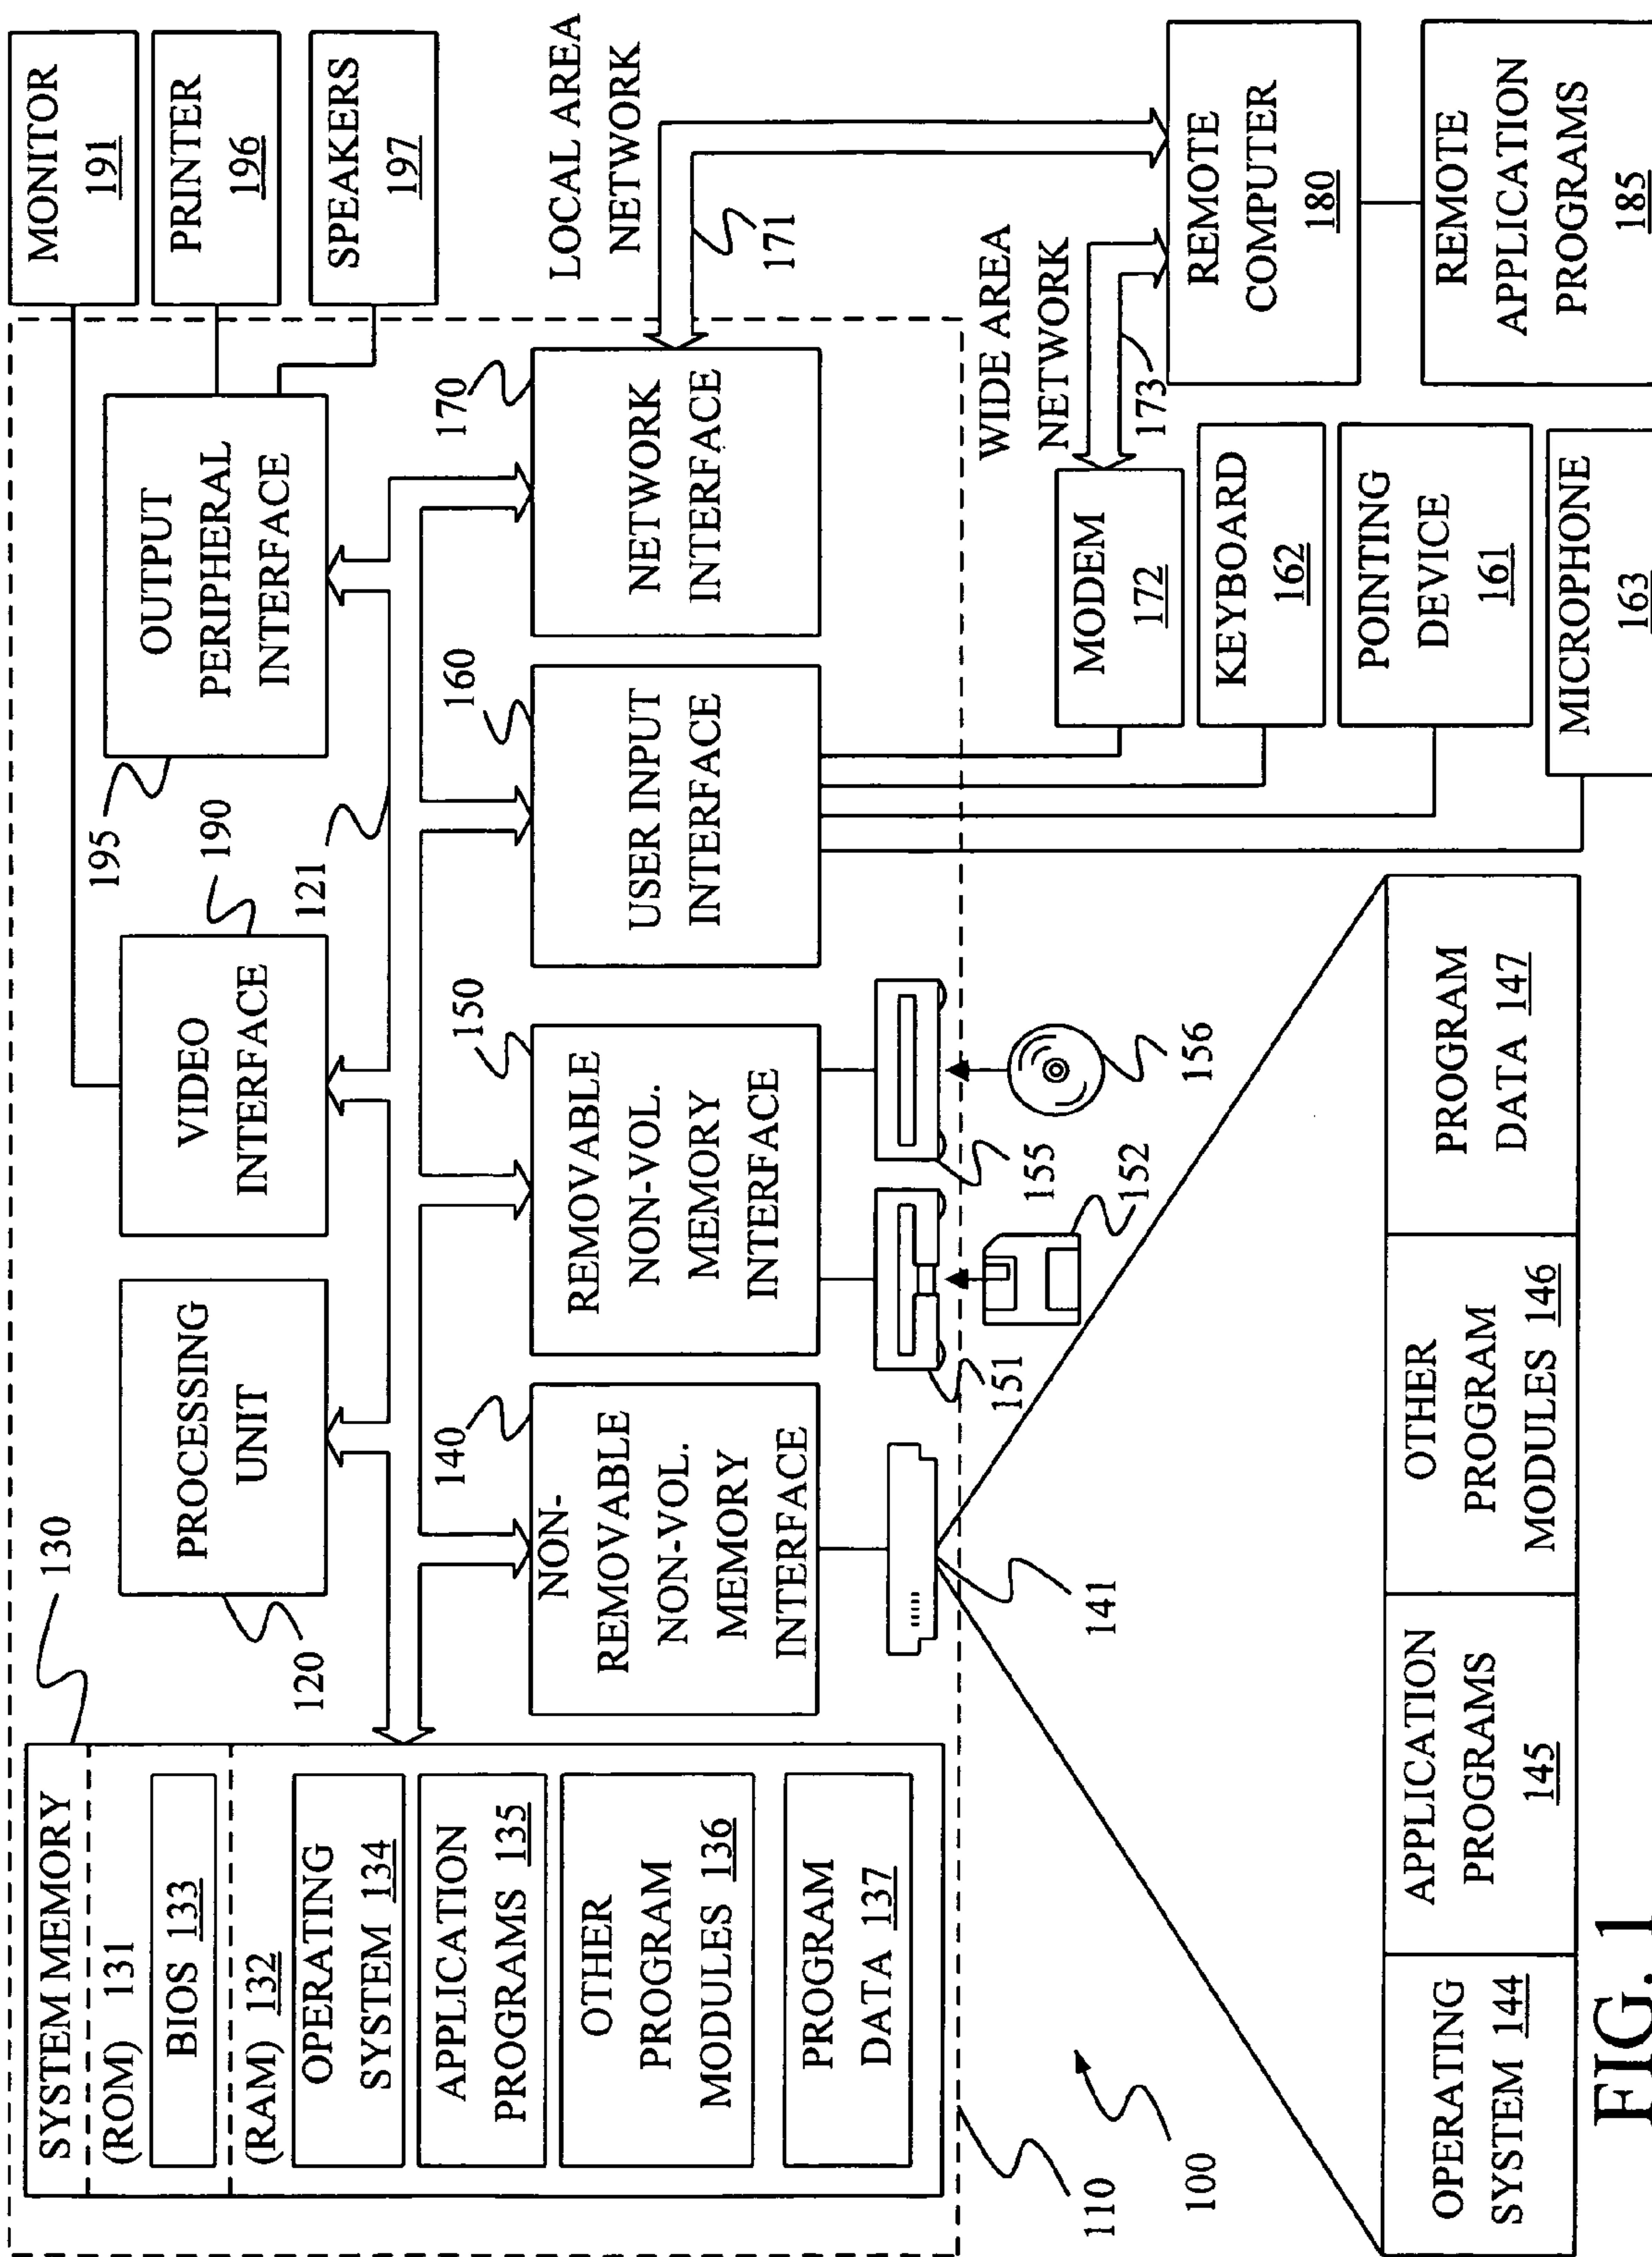 SYSTEM MEMORY
(ROM) 131
BIOS 133
(RAM) 132
OPERATING
SYSTEM 134
APPLICATION
PROGRAMS 135
OTHER
PROGRAM
MODULES 136
PROGRAM
DATA 137
130
120
PROCESSING
UNIT
VIDEO
INTERFACE
190
121
195
OUTPUT
PERIPHERAL
INTERFACE
MONITOR
191
PRINTER
196
SPEAKERS
197
140
NON-
REMOVABLE
NON-VOL.
MEMORY
INTERFACE
150
REMOVABLE
NON-VOL.
MEMORY
INTERFACE
160
USER INPUT
INTERFACE
170
NETWORK
INTERFACE
LOCAL AREA
NETWORK
171
141
151
155
152
156
WIDE AREA
NETWORK
173
MODEM
172
KEYBOARD
162
POINTING
DEVICE
161
MICROPHONE
163
REMOTE
COMPUTER
180
REMOTE
APPLICATION
PROGRAMS
185
110
100
OPERATING
SYSTEM 144
APPLICATION
PROGRAMS
145
OTHER
PROGRAM
MODULES 146
PROGRAM
DATA 147
FIG. 1